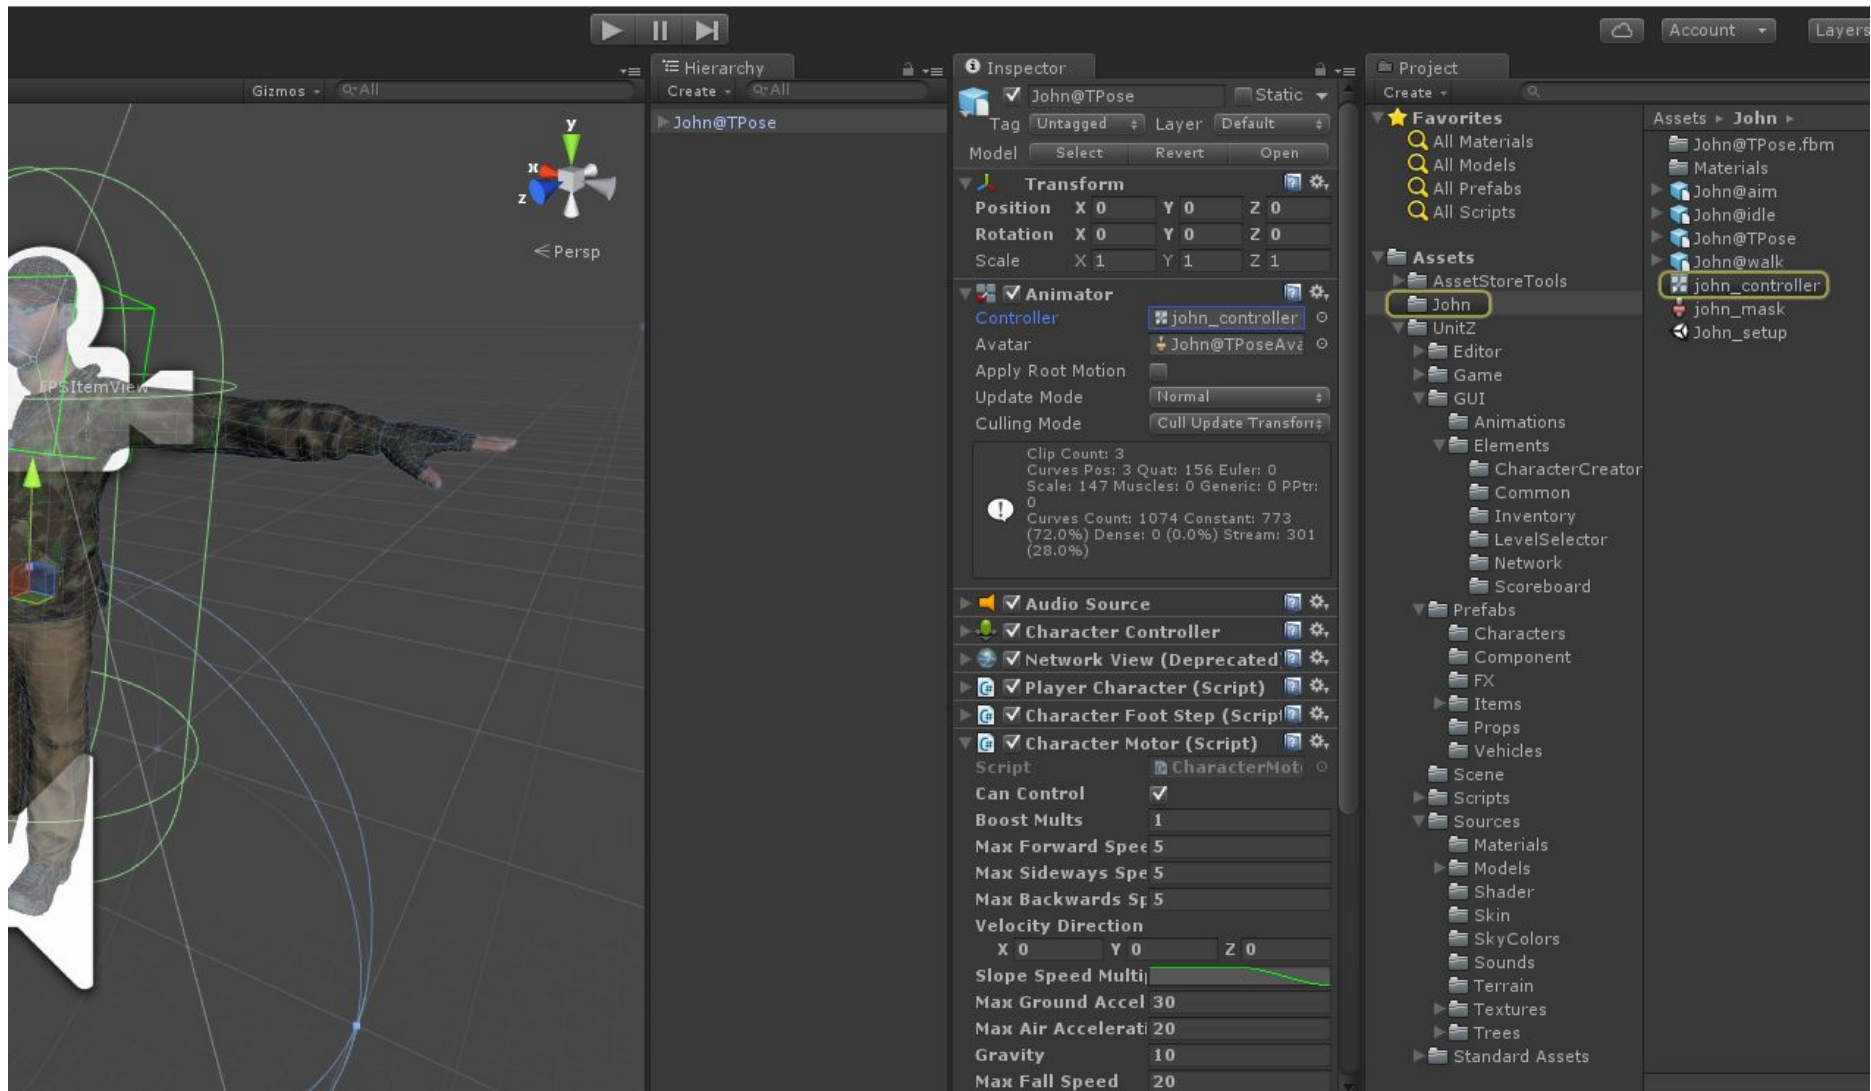 Account
Layers
Gizmos
All
y
x
z
Persp
FPSItemView
Hierarchy
Create
All
John@TPose
Inspector
John@TPose
Static
Tag Untagged Layer Default
Model Select Revert Open
Transform
Position X 0 Y 0 Z 0
Rotation X 0 Y 0 Z 0
Scale X 1 Y 1 Z 1
Animator
Controller john_controller
Avatar John@TPoseAva
Apply Root Motion
Update Mode Normal
Culling Mode Cull Update Transform
Clip Count: 3
Curves Pos: 3 Quat: 156 Euler: 0
Scale: 147 Muscles: 0 Generic: 0 PPtr:
0
Curves Count: 1074 Constant: 773
(72.0%) Dense: 0 (0.0%) Stream: 301
(28.0%)
Audio Source
Character Controller
Network View (Deprecated)
Player Character (Script)
Character Foot Step (Script
Character Motor (Script)
Script CharacterMot
Can Control
Boost Mults 1
Max Forward Spee 5
Max Sideways Spe 5
Max Backwards Sp 5
Velocity Direction
X 0 Y 0 Z 0
Slope Speed Multip
Max Ground Accel 30
Max Air Accelerati 20
Gravity 10
Max Fall Speed 20
Project
Create
Favorites
All Materials
All Models
All Prefabs
All Scripts
Assets
AssetStoreTools
John
UnitZ
Editor
Game
GUI
Animations
Elements
CharacterCreator
Common
Inventory
LevelSelector
Network
Scoreboard
Prefabs
Characters
Component
FX
Items
Props
Vehicles
Scene
Scripts
Sources
Materials
Models
Shader
Skin
SkyColors
Sounds
Terrain
Textures
Trees
Standard Assets
Assets ▸ John ▸
John@TPose.fbm
Materials
John@aim
John@idle
John@TPose
John@walk
john_controller
john_mask
John_setup